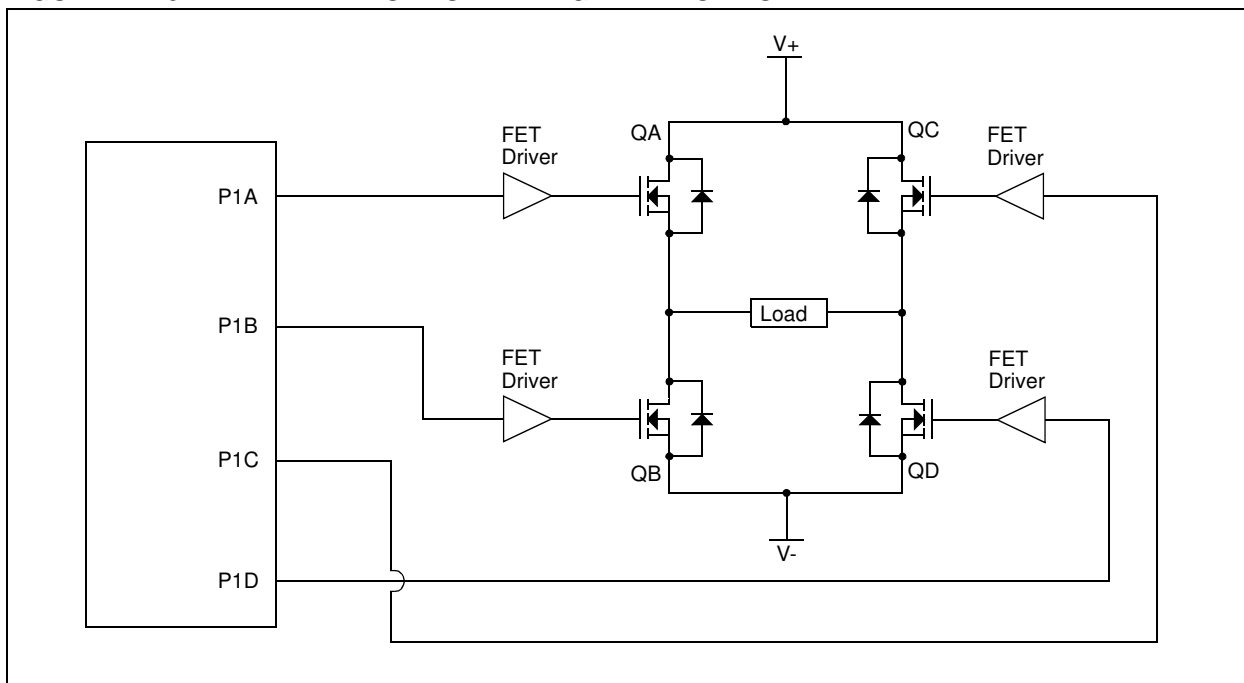 V+
QA
QC
FET
Driver
FET
Driver
P1A
P1B
Load
FET
Driver
FET
Driver
P1C
QB
QD
V-
P1D